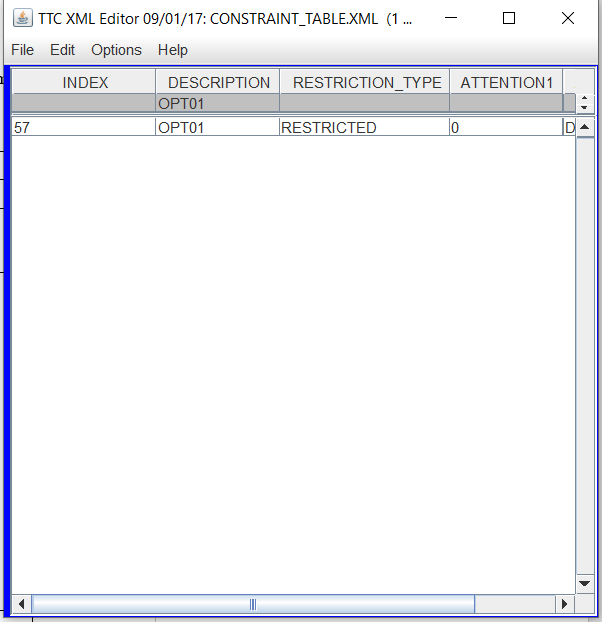 TTC XML Editor 09/01/17: CONSTRAINT_TABLE.XML (1 ...
File Edit Options Help
INDEX DESCRIPTION RESTRICTION_TYPE ATTENTION1
OPT01
57 OPT01 RESTRICTED 0 D